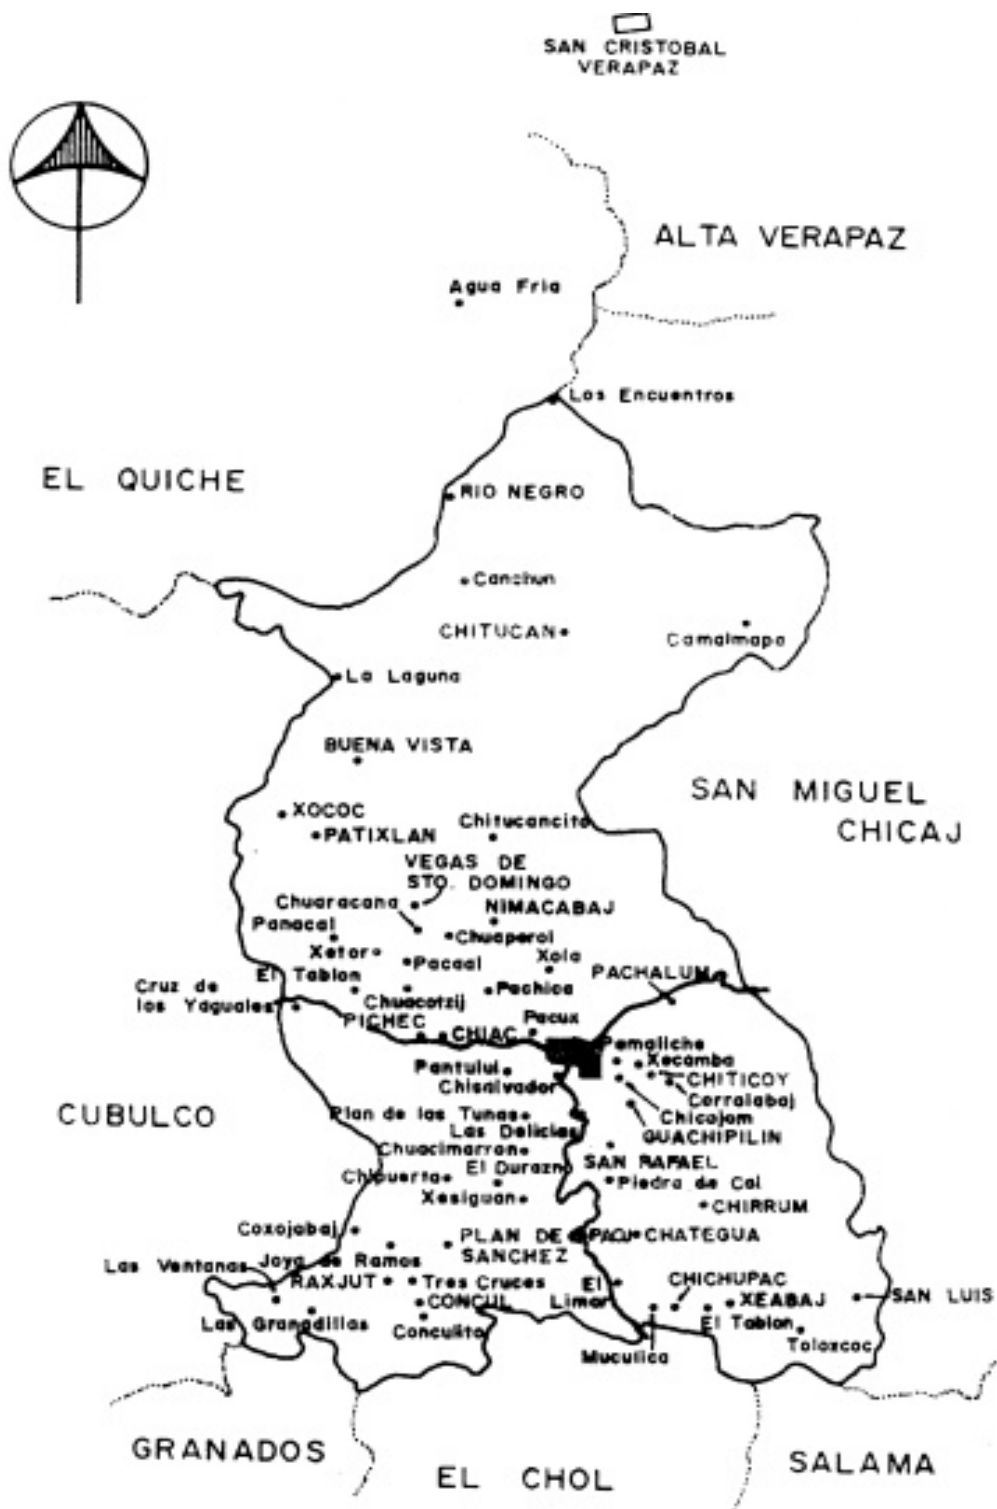 SAN CRISTOBAL
VERAPAZ
ALTA VERAPAZ
Agua Fria
Los Encuentros
EL QUICHE
RIO NEGRO
Canchun
CHITUCAN
Camalmapa
La Laguna
BUENA VISTA
SAN MIGUEL
CHICAJ
XOCOC
PATIXLAN
Chitucancito
VEGAS DE
STO. DOMINGO
Chuaracana
NIMACABAJ
Panacal
Chuaperol
Xetor
Pacaal
Xola
El Tablon
PACHALUM
Cruz de
los Yaguales
Chuacotzij
Pachica
PICHEC
CHIAC
Pacux
Pamaliche
Xecamba
Pantulul
CHITICOY
Chisalvador
Cerralabaj
CUBULCO
Plan de las Tunas
Chicojom
Las Delicias
GUACHIPILIN
Chuacimarron
SAN RAFAEL
El Durazno
Chipuerta
Piedra de Cal
Xesiguan
CHIRRUM
Coxojabaj
PLAN DE
SANCHEZ
PACU
CHATEGUA
Las Ventanas
Joya de Ramos
RAXJUT
Tres Cruces
El
Limar
CHICHUPAC
CONCUL
XEABAJ
SAN LUIS
Las Granadillas
Conculito
El Tablon
Toloxcoc
Mucullca
GRANADOS
EL CHOL
SALAMA